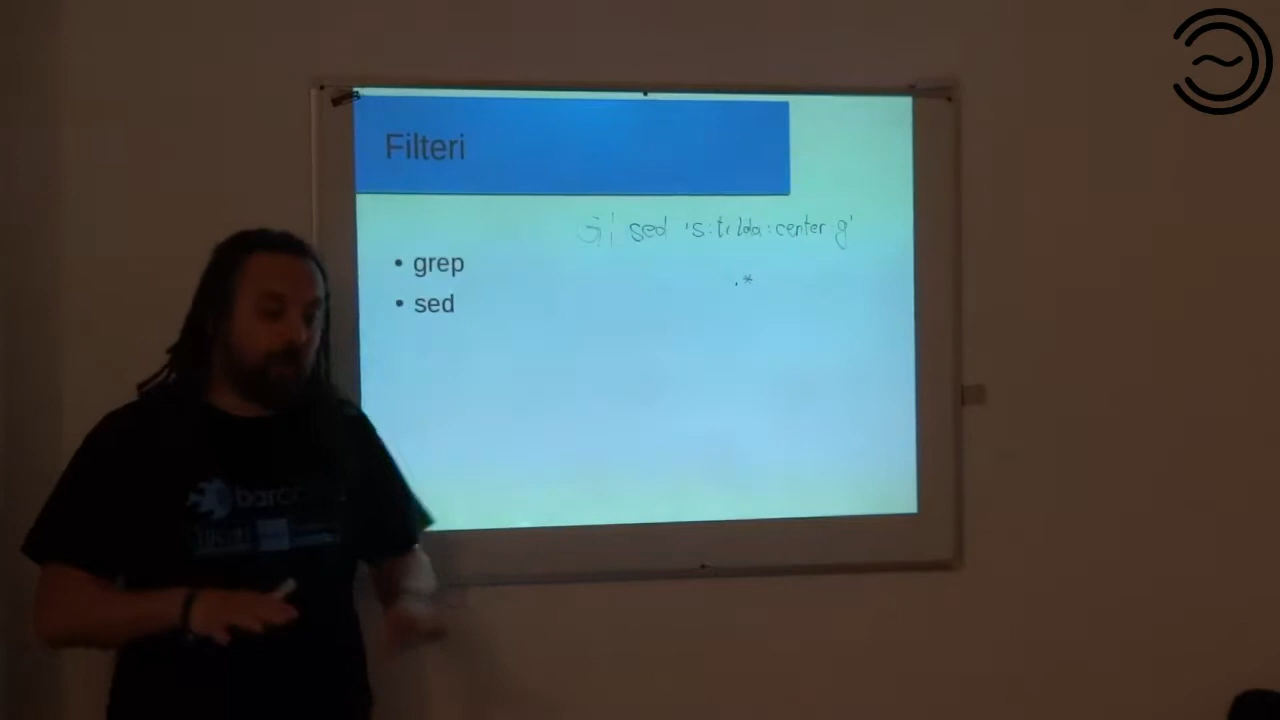 Filteri
| sed 's:tilda:center:g'
• grep
.*
• sed